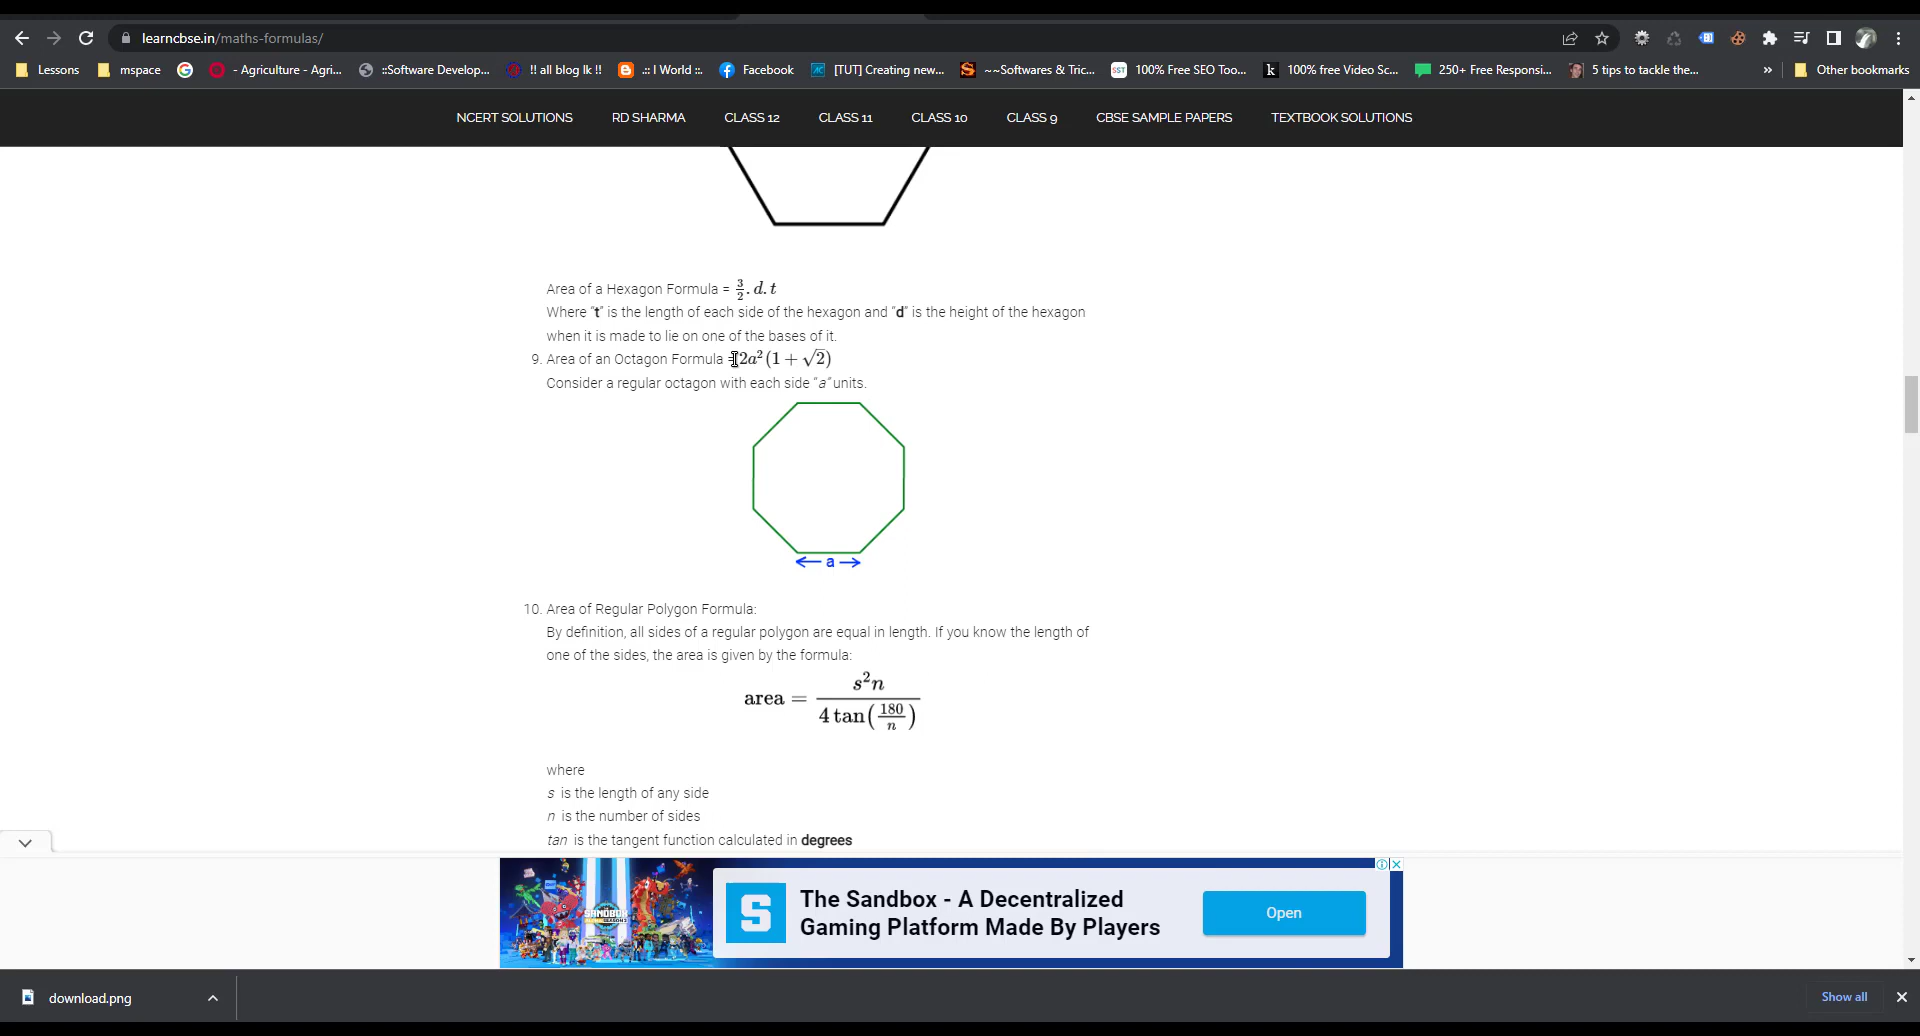 learncbse.in/maths-formulas/
Lessons mspace - Agriculture - Agri... ::Software Develop... !! all blog lk !! .:: I World ::. Facebook [TUT] Creating new... ~~Softwares & Tric... SST 100% Free SEO Too... k 100% free Video Sc... 250+ Free Responsi... 5 tips to tackle the... » Other bookmarks
NCERT SOLUTIONS RD SHARMA CLASS 12 CLASS 11 CLASS 10 CLASS 9 CBSE SAMPLE PAPERS TEXTBOOK SOLUTIONS
Area of a Hexagon Formula = 3/2 . d. t
Where “t” is the length of each side of the hexagon and “d” is the height of the hexagon
when it is made to lie on one of the bases of it.
9. Area of an Octagon Formula = 2a²(1 + √2)
Consider a regular octagon with each side “a” units.
a
10. Area of Regular Polygon Formula:
By definition, all sides of a regular polygon are equal in length. If you know the length of
one of the sides, the area is given by the formula:
area = s²n / 4 tan(180/n)
where
s is the length of any side
n is the number of sides
tan is the tangent function calculated in degrees
SANDBOX
S
The Sandbox - A Decentralized
Gaming Platform Made By Players
Open
download.png
Show all